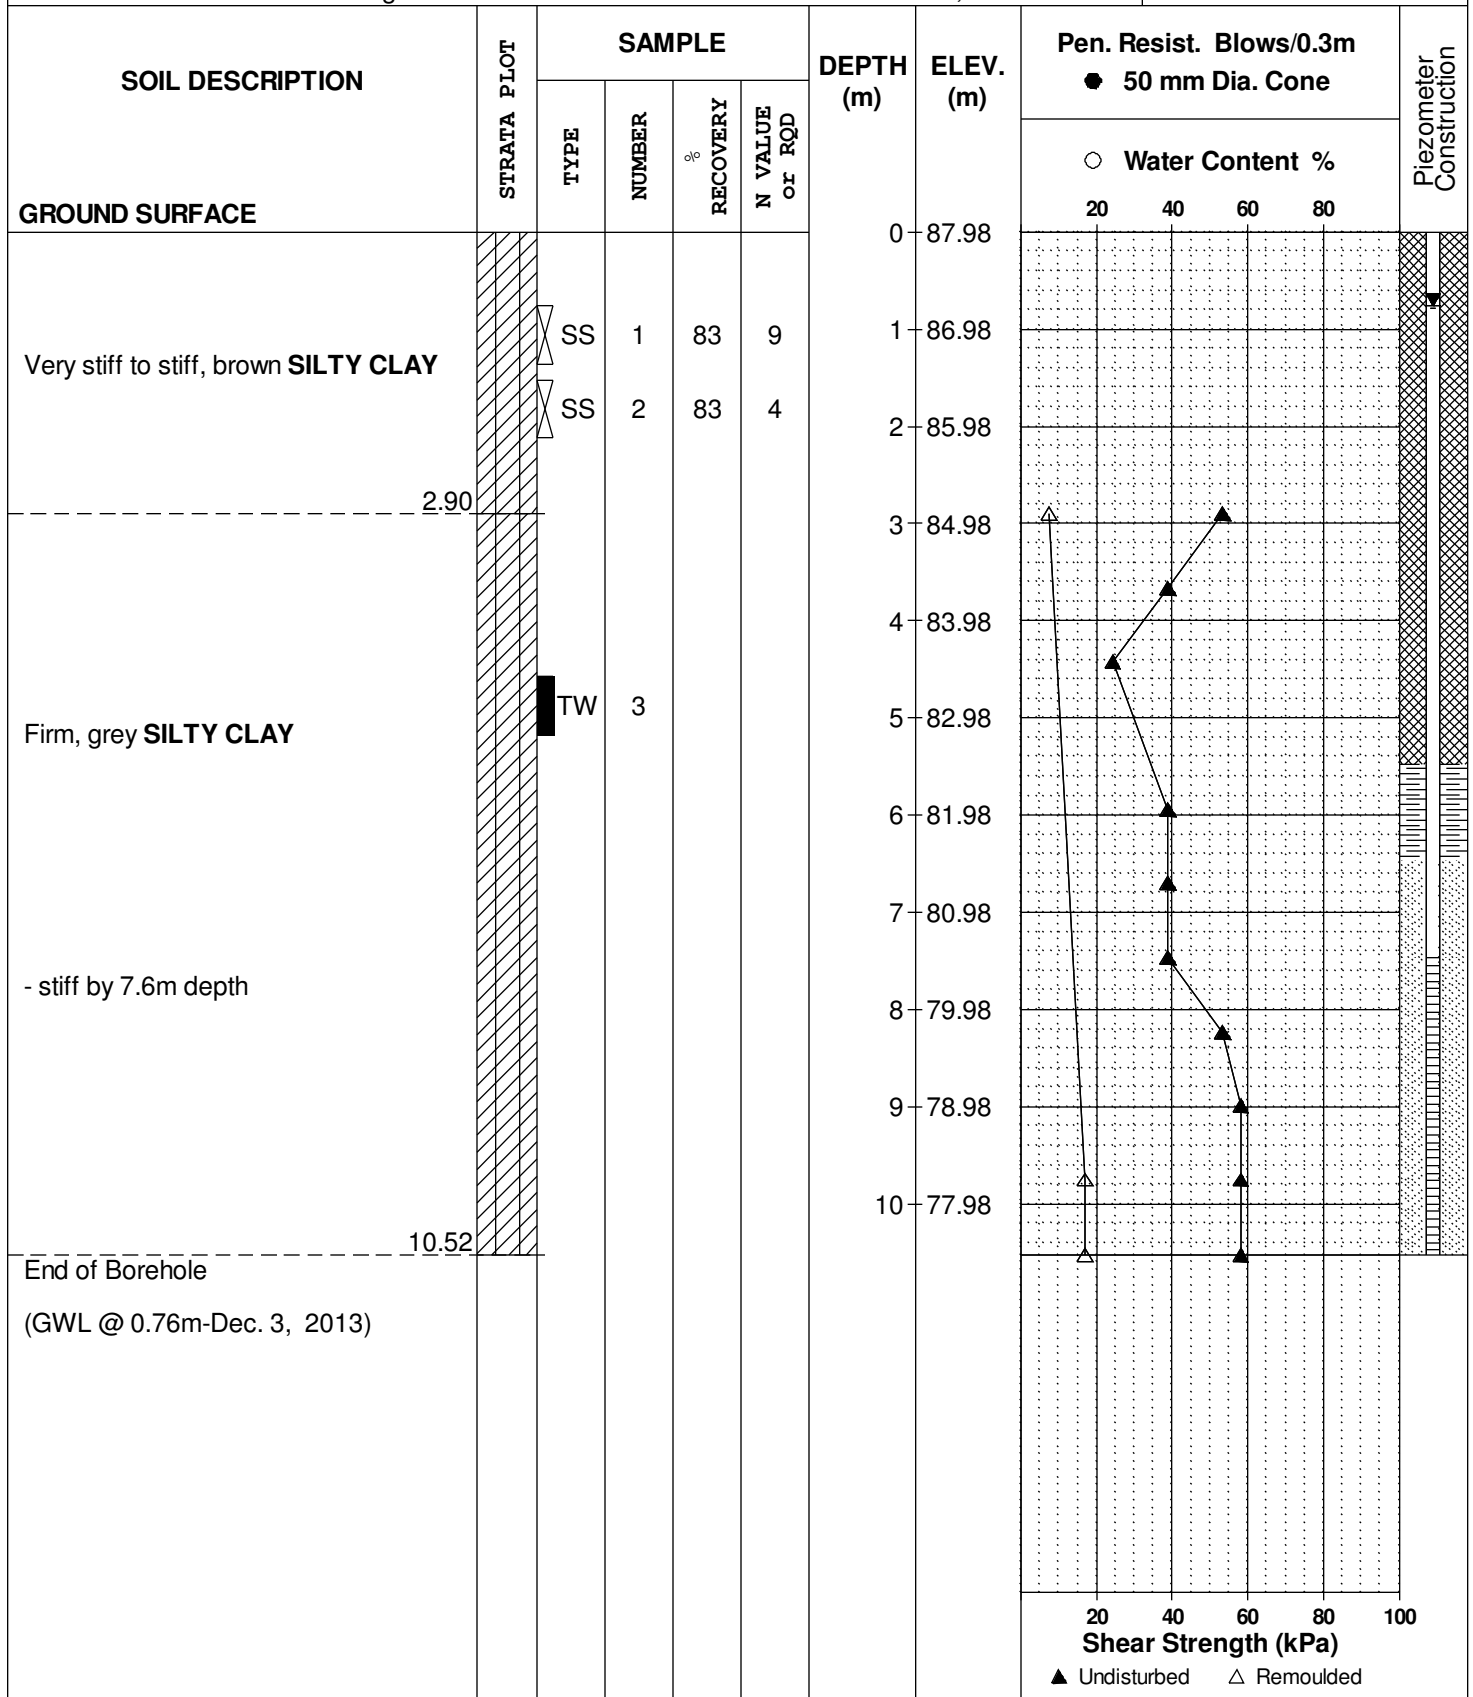 SOIL DESCRIPTION
GROUND SURFACE
STRATA PLOT
SAMPLE
TYPE
NUMBER
% RECOVERY
N VALUE or RQD
DEPTH (m)
ELEV. (m)
Pen. Resist. Blows/0.3m
50 mm Dia. Cone
Water Content %
20 40 60 80
Piezometer Construction
0 87.98
SS 1 83 9
1 86.98
Very stiff to stiff, brown SILTY CLAY
SS 2 83 4
2 85.98
2.90
3 84.98
4 83.98
TW 3
5 82.98
Firm, grey SILTY CLAY
6 81.98
7 80.98
- stiff by 7.6m depth
8 79.98
9 78.98
10 77.98
10.52
End of Borehole
(GWL @ 0.76m-Dec. 3, 2013)
20 40 60 80 100
Shear Strength (kPa)
Undisturbed Remoulded